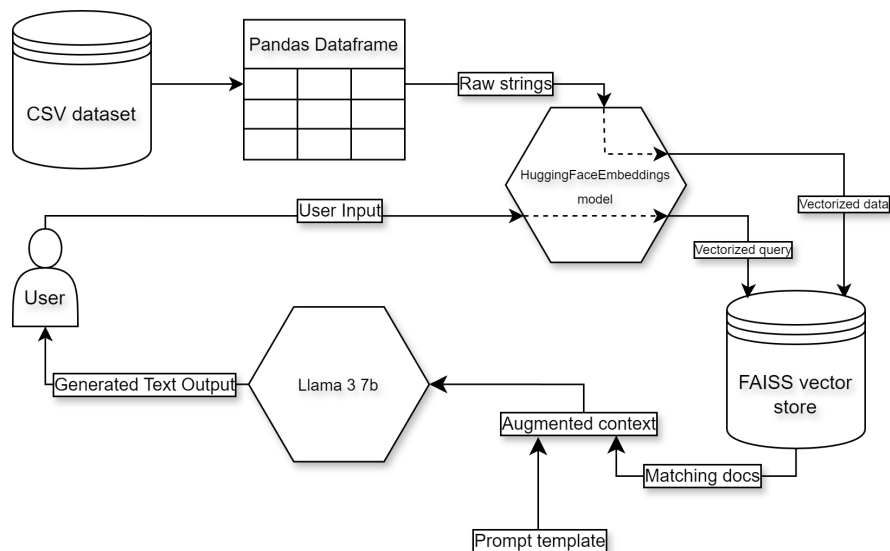 Pandas Dataframe
CSV dataset
Raw strings
HuggingFaceEmbeddings
model
Vectorized data
User Input
Vectorized query
User
FAISS vector
store
Llama 3 7b
Generated Text Output
Augmented context
Matching docs
Prompt template